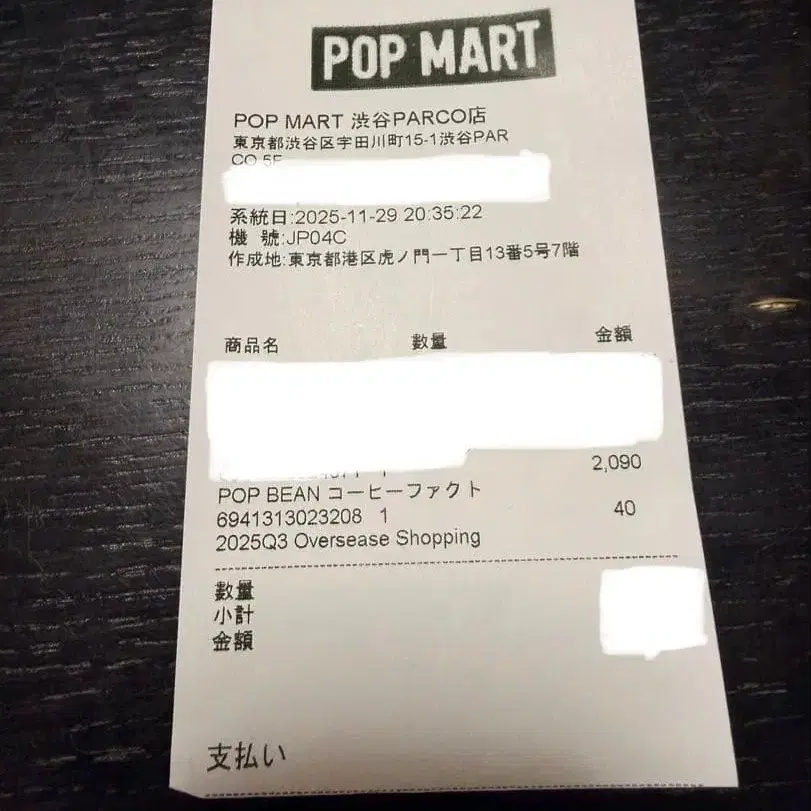 POP MART
POP MART 渋谷PARCO店
東京都渋谷区宇田川町15-1渋谷PAR
CO 5F
系統日:2025-11-29 20:35:22
機 號:JP04C
作成地:東京都港区虎ノ門一丁目13番5号7階
商品名 數量 金額
1 2,090
POP BEAN コーヒーファクト
6941313023208 1 40
2025Q3 Oversease Shopping
數量
小計
金額
支払い